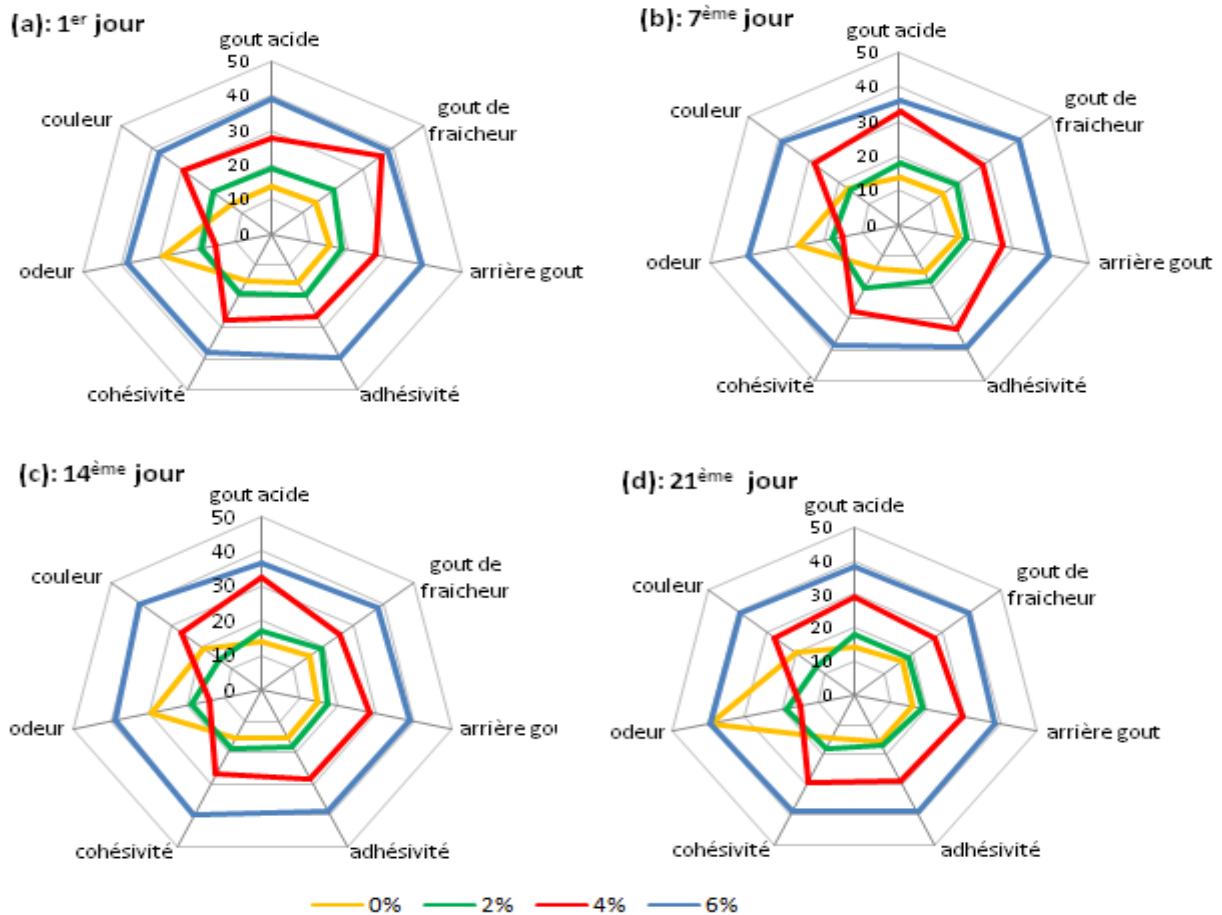 (a): 1er jour
gout acide
50
40
30
20
10
0
gout de
fraicheur
arrière gout
adhésivité
cohésivité
odeur
couleur
(b): 7ème jour
gout acide
50
40
30
20
10
0
gout de
fraicheur
arrière gout
adhésivité
cohésivité
odeur
couleur
(c): 14ème jour
gout acide
50
40
30
20
10
0
gout de
fraicheur
arrière gou
adhésivité
cohésivité
odeur
couleur
(d): 21ème jour
gout acide
50
40
30
20
10
0
gout de
fraicheur
arrière gout
adhésivité
cohésivité
odeur
couleur
0% 2% 4% 6%